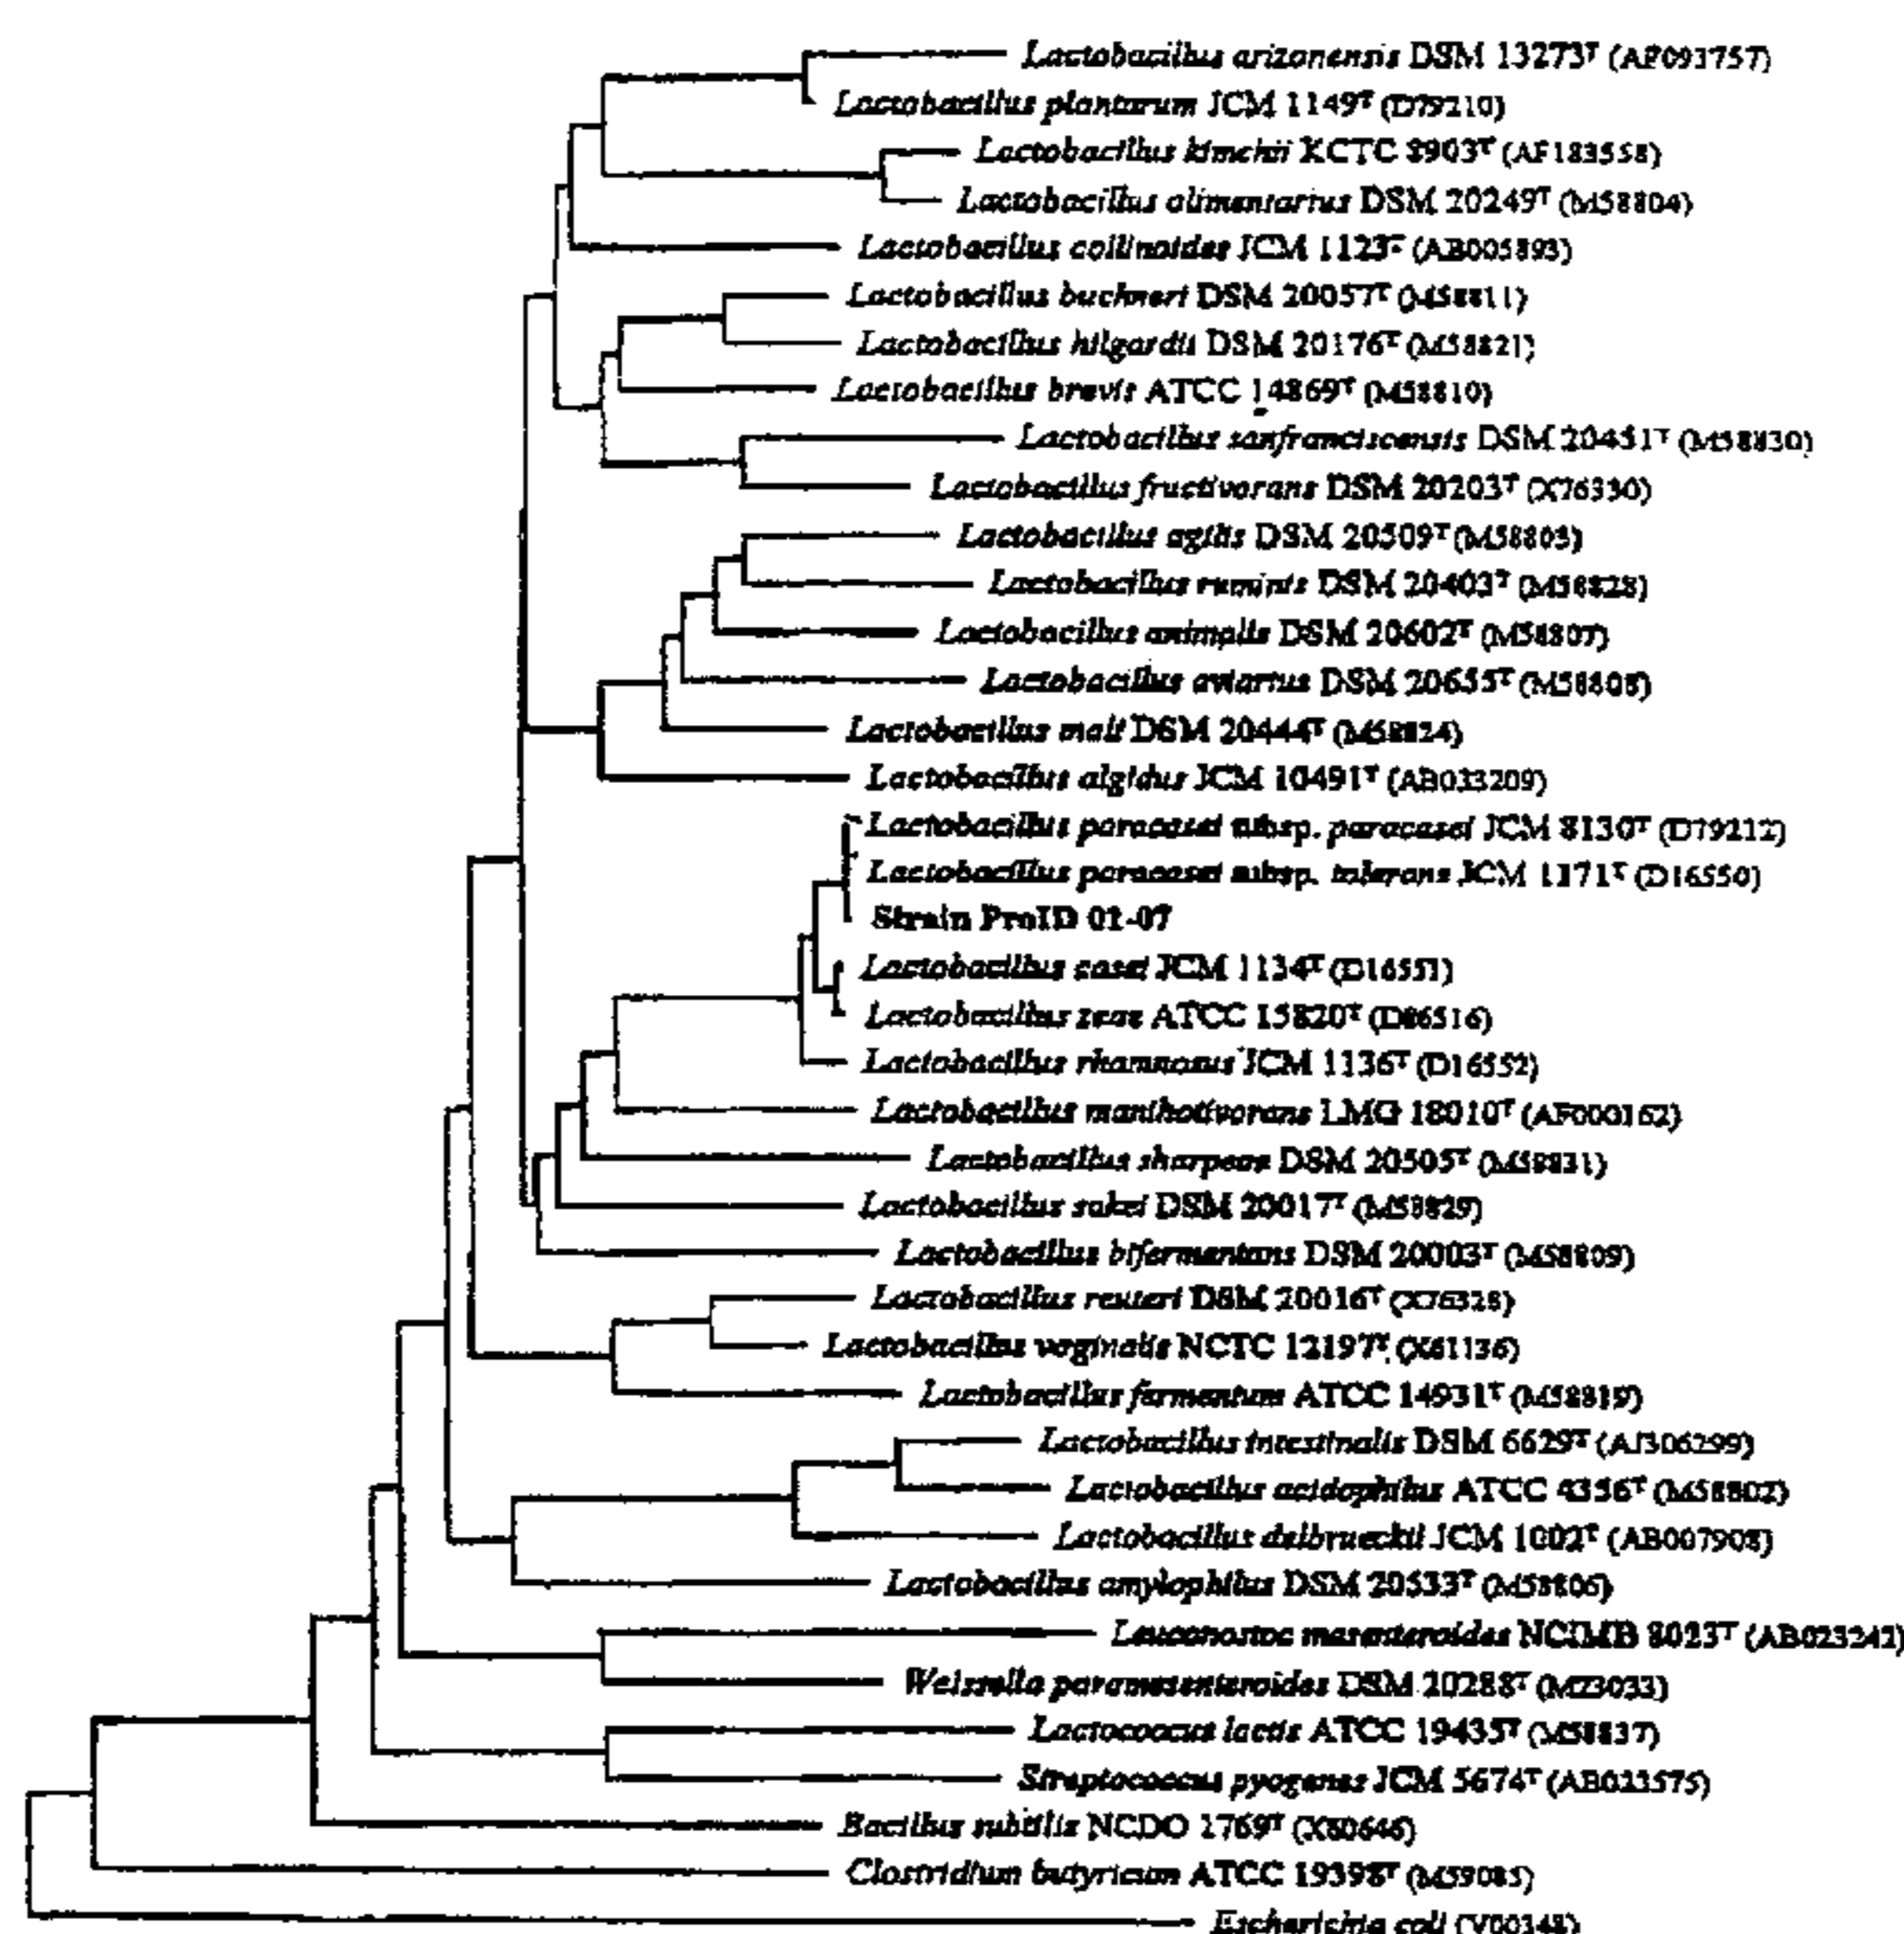 Lactobacillus arizonensis DSM 13273T (AF093757)
Lactobacillus plantarum JCM 1149T (D79210)
Lactobacillus kimchii KCTC 8903T (AF183558)
Lactobacillus alimentarius DSM 20249T (M58804)
Lactobacillus collinoides JCM 1123T (AB005893)
Lactobacillus buchneri DSM 20057T (M58811)
Lactobacillus hilgardii DSM 20176T (M58821)
Lactobacillus brevis ATCC 14869T (M58810)
Lactobacillus sanfranciscensis DSM 20451T (M58830)
Lactobacillus fructivorans DSM 20203T (X76330)
Lactobacillus agilis DSM 20509T (M58803)
Lactobacillus ruminis DSM 20403T (M58828)
Lactobacillus animalis DSM 20602T (M58807)
Lactobacillus aviarius DSM 20655T (M58808)
Lactobacillus mali DSM 20444T (M58824)
Lactobacillus algidus JCM 10491T (AB033209)
Lactobacillus paracasei subsp. paracasei JCM 8130T (D79212)
Lactobacillus paracasei subsp. tolerans JCM 1171T (D16550)
Strain ProID 02-07
Lactobacillus casei JCM 1134T (D16551)
Lactobacillus zeae ATCC 15820T (D86516)
Lactobacillus rhamnosus JCM 1136T (D16552)
Lactobacillus manihotivorans LMG 18010T (AF000162)
Lactobacillus sharpeae DSM 20505T (M58831)
Lactobacillus sakei DSM 20017T (M58829)
Lactobacillus bifermentans DSM 20003T (M58809)
Lactobacillus reuteri DSM 20016T (X76328)
Lactobacillus vaginalis NCTC 12197T (X61136)
Lactobacillus fermentum ATCC 14931T (M58819)
Lactobacillus intestinalis DSM 6629T (AJ306299)
Lactobacillus acidophilus ATCC 4356T (M58802)
Lactobacillus delbrueckii JCM 1002T (AB007908)
Lactobacillus amylophilus DSM 20533T (M58806)
Leuconostoc mesenteroides NCIMB 8023T (AB023242)
Weissella paramesenteroides DSM 20288T (M23033)
Lactococcus lactis ATCC 19435T (M58837)
Streptococcus pyogenes JCM 5674T (AB023575)
Bacillus subtilis NCDO 1769T (X60646)
Clostridium butyricum ATCC 19398T (M59085)
Escherichia coli (V00348)